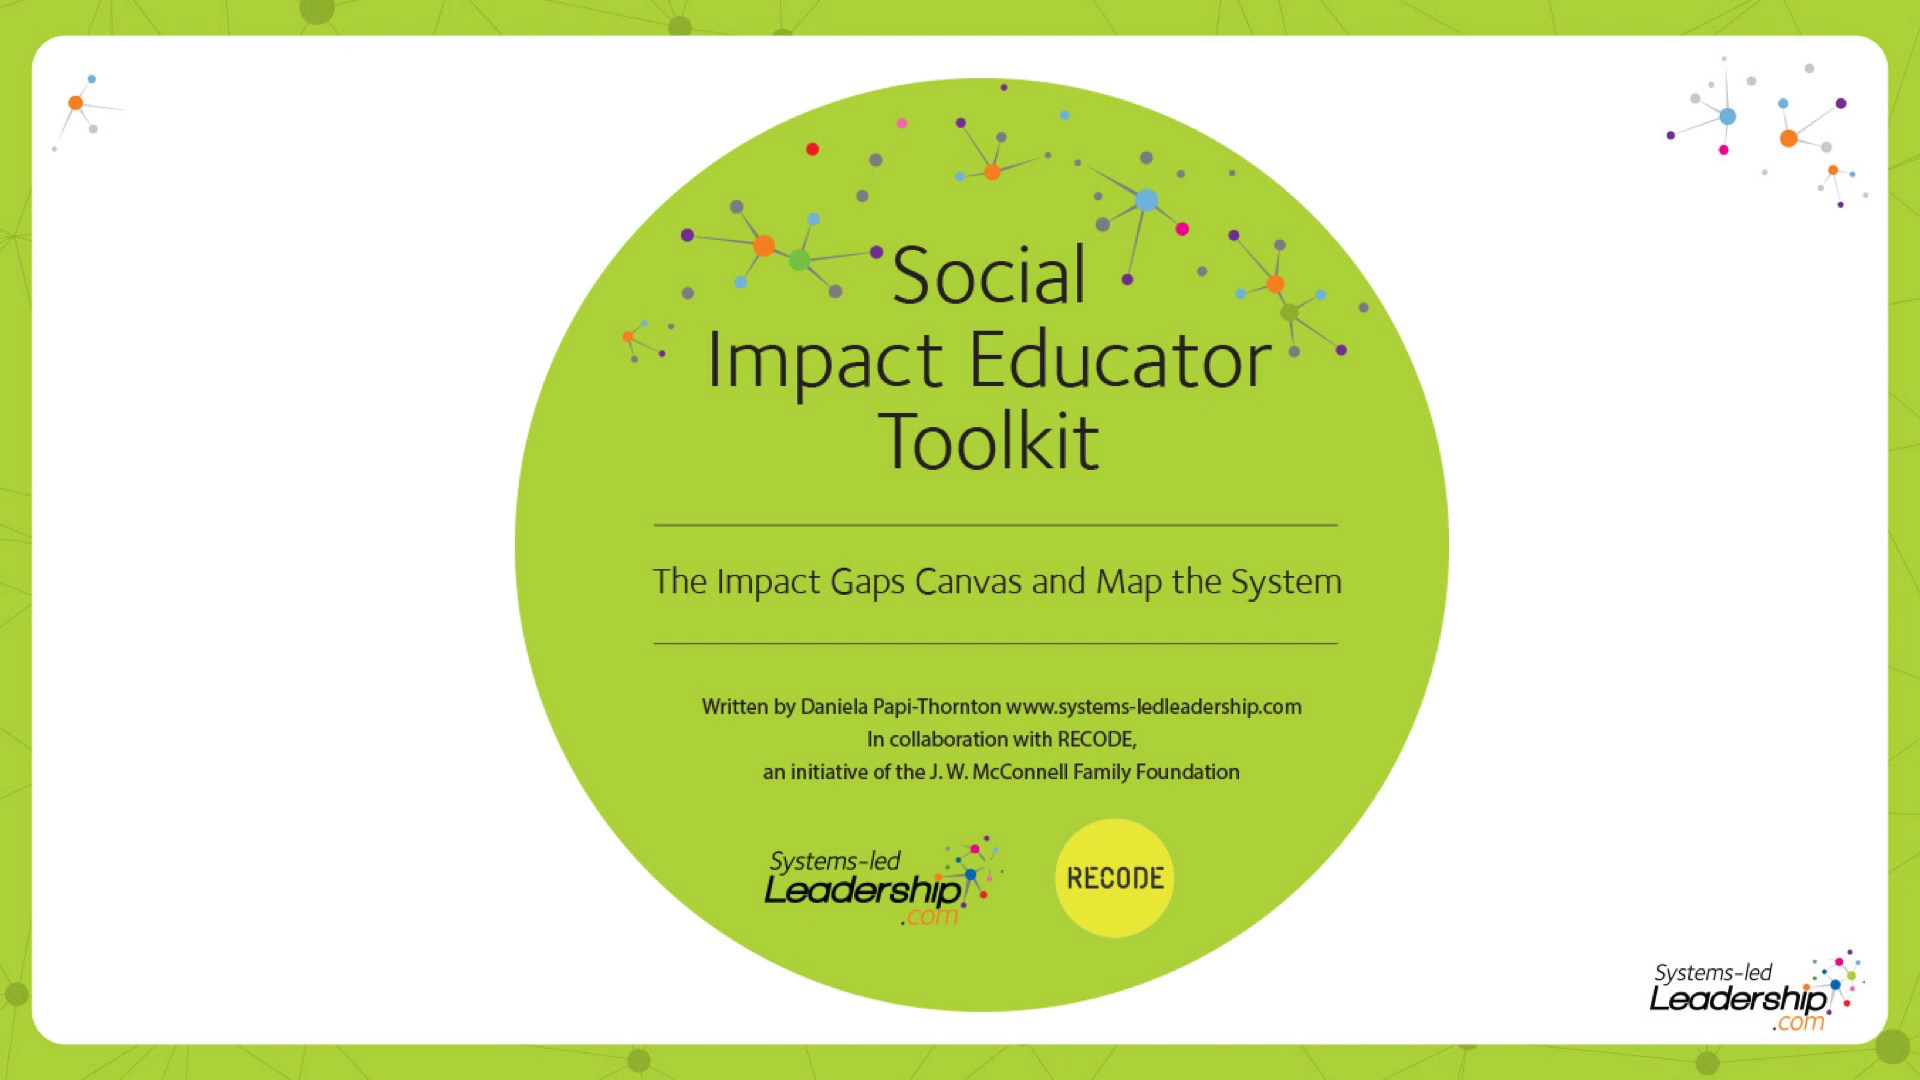 Social
Impact Educator
Toolkit
The Impact Gaps Canvas and Map the System
Written by Daniela Papi-Thornton www.systems-ledleadership.com
In collaboration with RECODE,
an initiative of the J. W. McConnell Family Foundation
Systems-led
Leadership
.com
RECODE
Systems-led
Leadership
.com